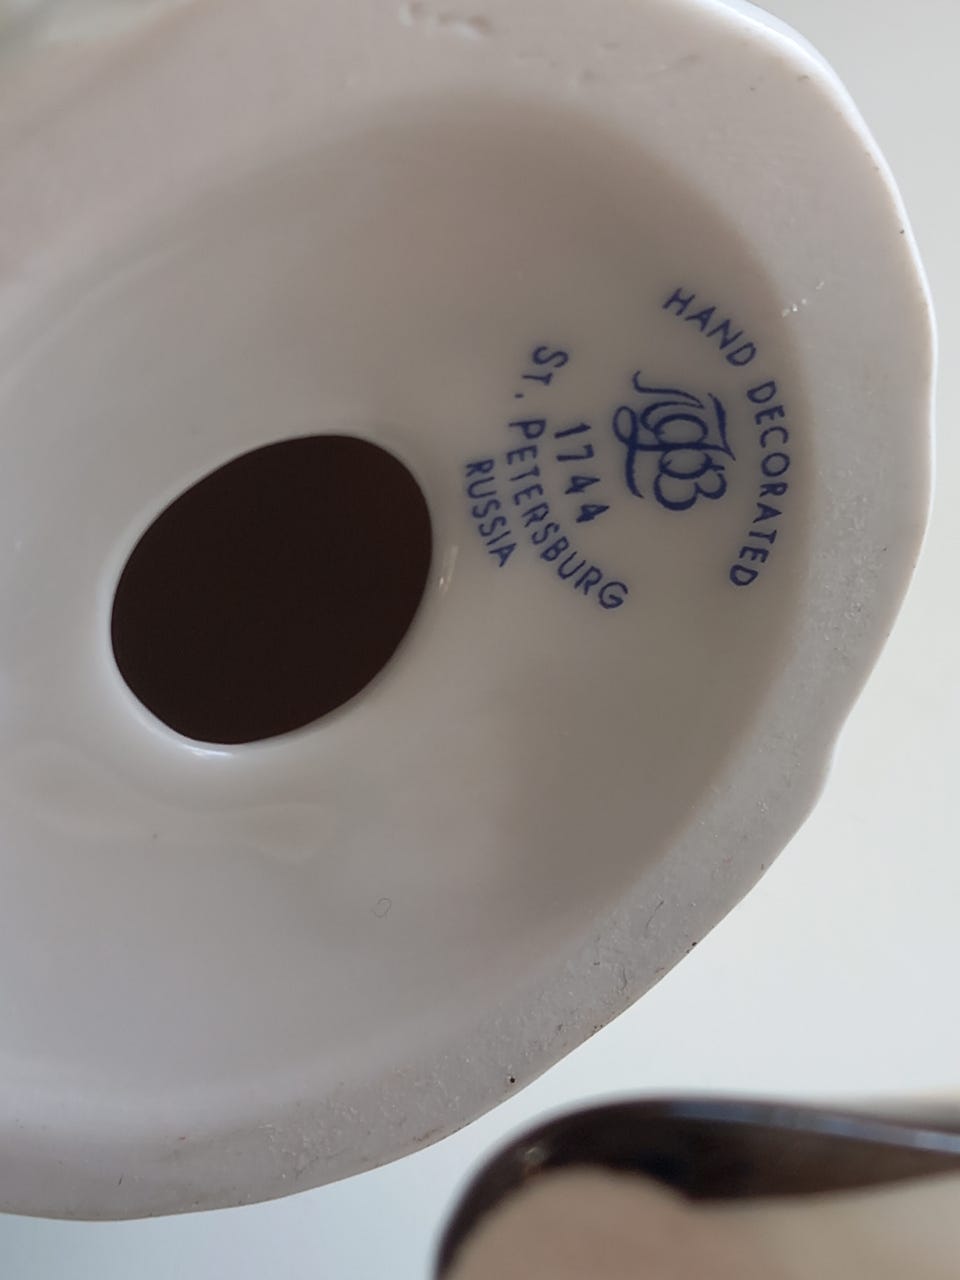 HAND DECORATED
ЛФЗ
1744
St. PETERSBURG
RUSSIA